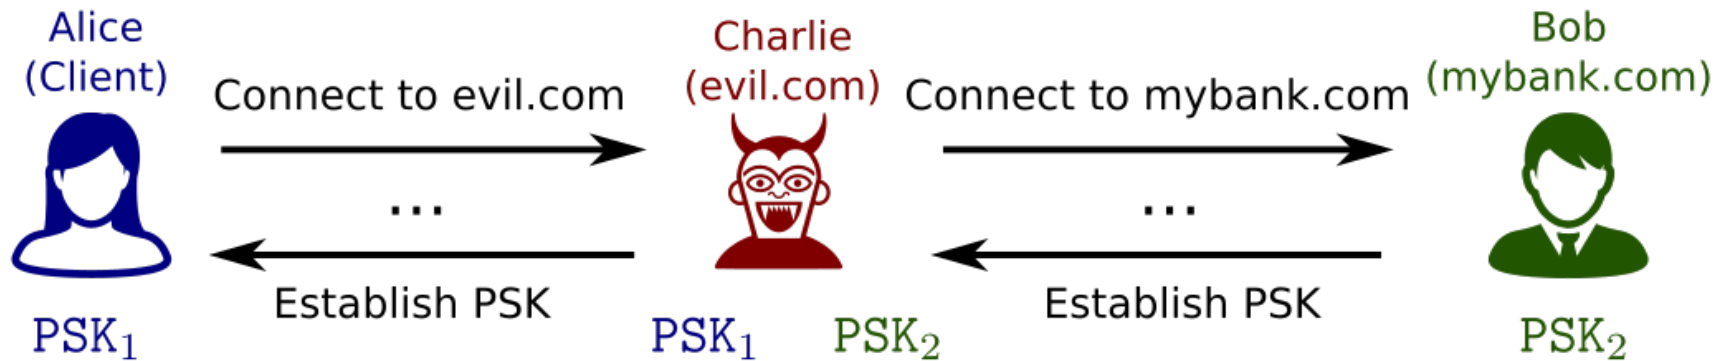 Alice
(Client)
Connect to evil.com
...
Establish PSK
PSK₁
Charlie
(evil.com)
PSK₁ PSK₂
Connect to mybank.com
...
Establish PSK
Bob
(mybank.com)
PSK₂